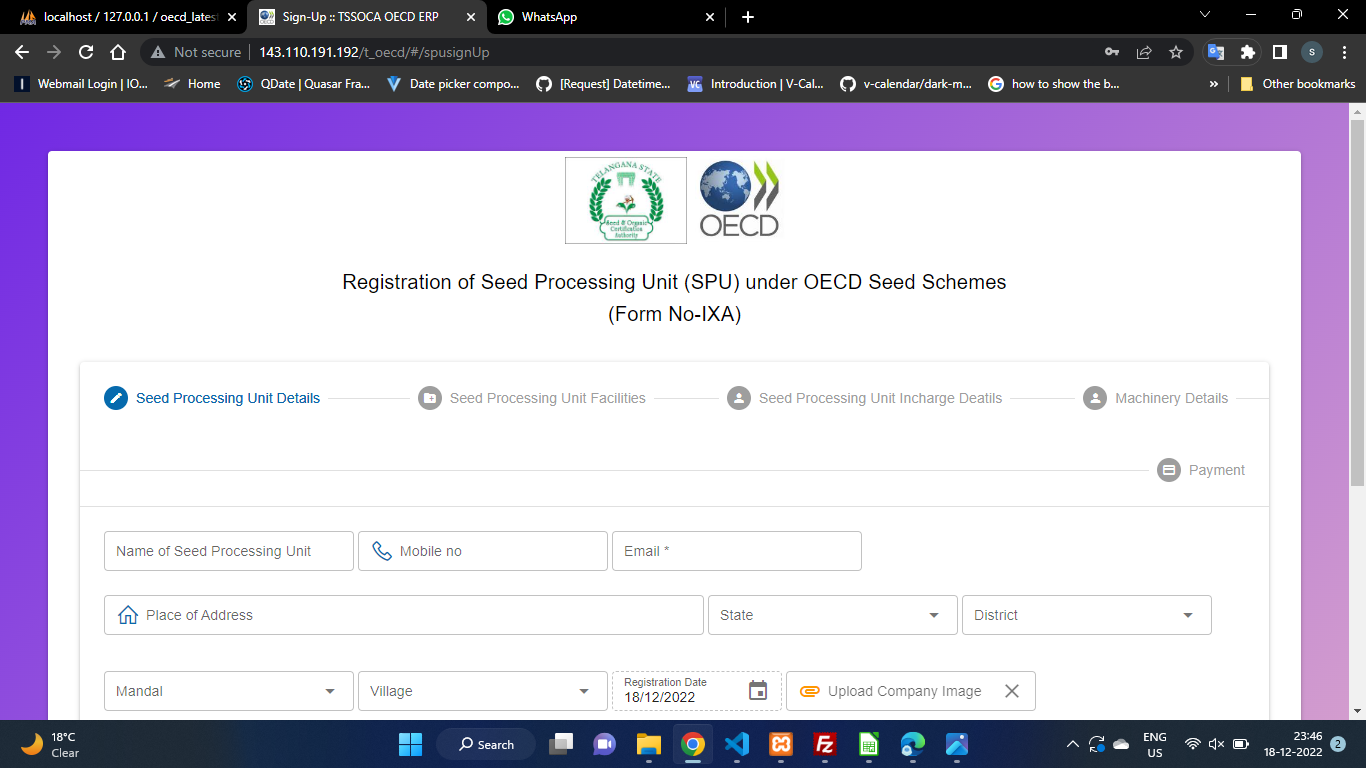 localhost / 127.0.0.1 / oecd_latest
Sign-Up :: TSSOCA OECD ERP
WhatsApp
Not secure
143.110.191.192/t_oecd/#/spusignUp
S
Webmail Login | IO...
Home
QDate | Quasar Fra...
Date picker compo...
[Request] Datetime...
Introduction | V-Cal...
v-calendar/dark-m...
how to show the b...
»
Other bookmarks
TELANGANA STATE
Seed & Organic
Certification
Authority
OECD
Registration of Seed Processing Unit (SPU) under OECD Seed Schemes
(Form No-IXA)
Seed Processing Unit Details
Seed Processing Unit Facilities
Seed Processing Unit Incharge Deatils
Machinery Details
Payment
Name of Seed Processing Unit
Mobile no
Email *
Place of Address
State
District
Mandal
Village
Registration Date
18/12/2022
Upload Company Image
18°C
Clear
Search
ENG
US
23:46
18-12-2022
2